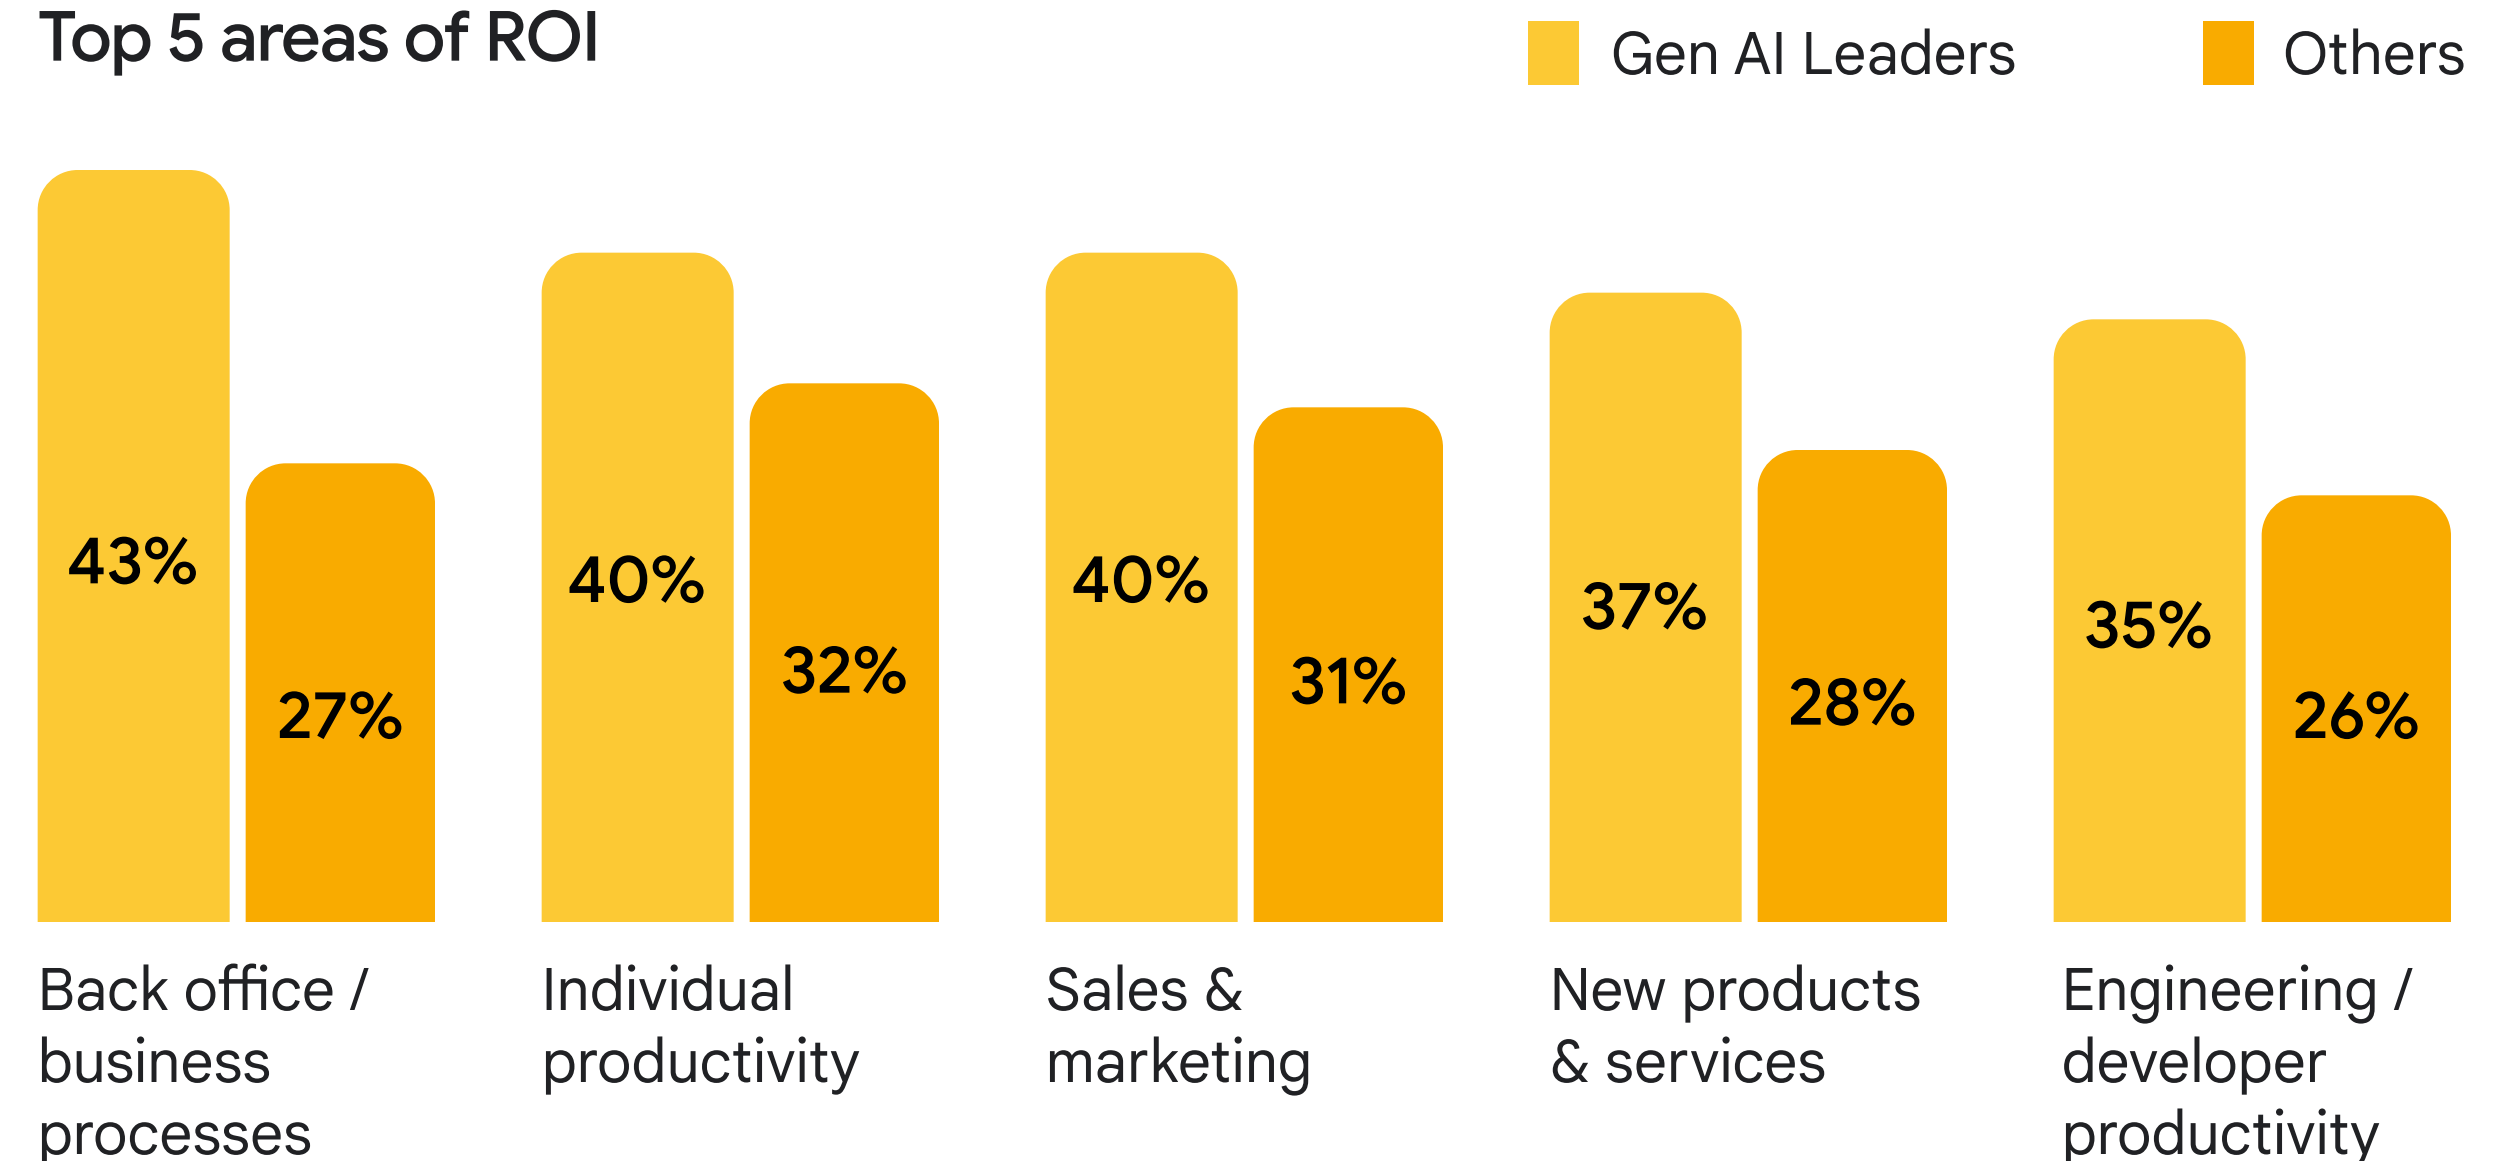 Top 5 areas of ROI
Gen AI Leaders
Others
43%
27%
40%
32%
40%
31%
37%
28%
35%
26%
Back office /
business
processes
Individual
productivity
Sales &
marketing
New products
& services
Engineering /
developer
productivity